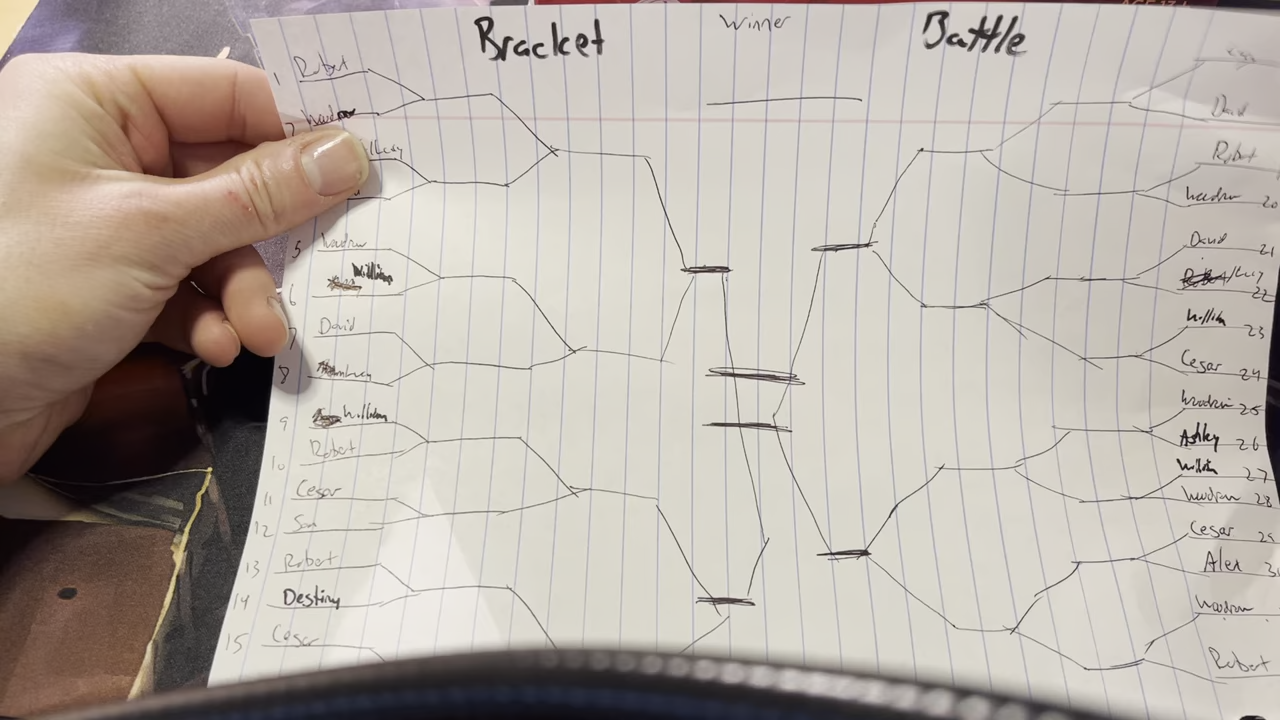 Bracket
Winner
Battle
1 Robert
David
Robert
5 Woodrow
6 William
7 David
8
9 William
10 Robert
11 Cesar
12 Sam
13 Robert
14 Destiny
15 Cesar
Woodrow 20
David 21
22
William 23
Cesar 24
Woodrow 25
Ashley 26
William 27
Woodrow 28
Cesar 29
Alex
Woodrow
Robert